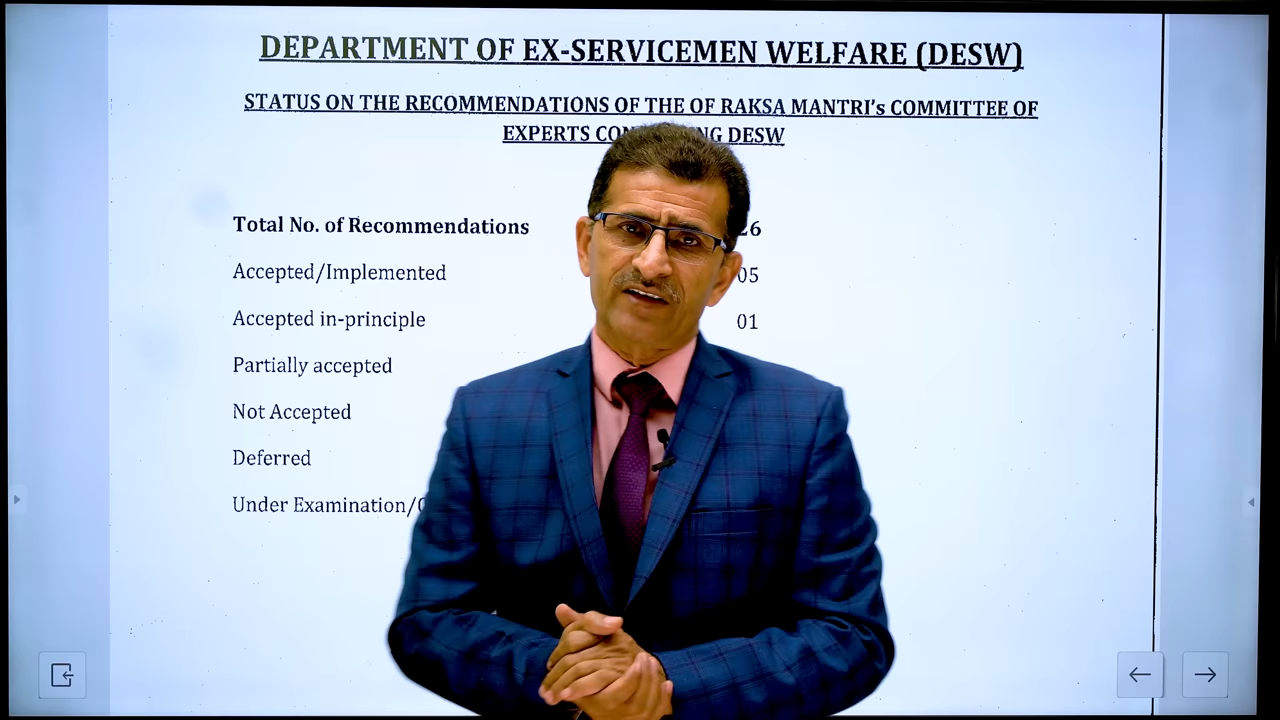 DEPARTMENT OF EX-SERVICEMEN WELFARE (DESW)
STATUS ON THE RECOMMENDATIONS OF THE OF RAKSA MANTRI's COMMITTEE OF
EXPERTS DESW
Total No. of Recommendations 26
Accepted/Implemented 05
Accepted in-principle 01
Partially accepted
Not Accepted
Deferred
Under Examination/